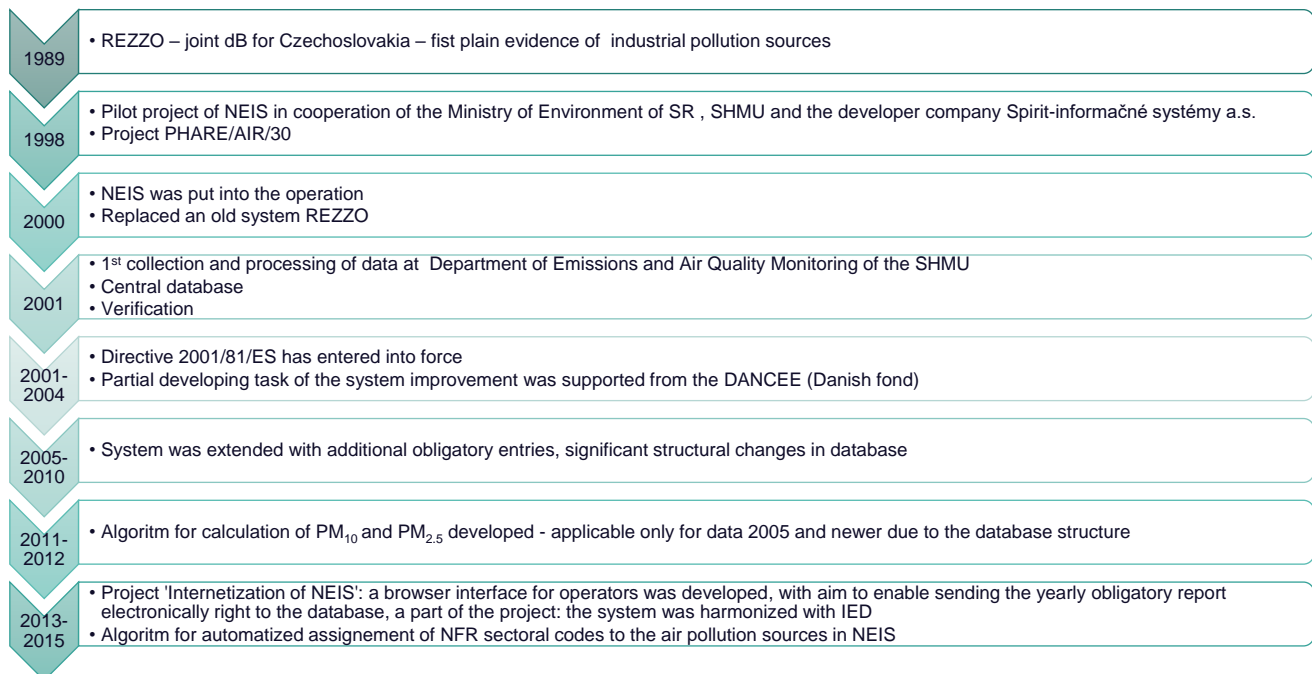 1989
• REZZO – joint dB for Czechoslovakia – fist plain evidence of industrial pollution sources
1998
• Pilot project of NEIS in cooperation of the Ministry of Environment of SR , SHMU and the developer company Spirit-informačné systémy a.s.
• Project PHARE/AIR/30
2000
• NEIS was put into the operation
• Replaced an old system REZZO
2001
• 1st collection and processing of data at Department of Emissions and Air Quality Monitoring of the SHMU
• Central database
• Verification
2001-
2004
• Directive 2001/81/ES has entered into force
• Partial developing task of the system improvement was supported from the DANCEE (Danish fond)
2005-
2010
• System was extended with additional obligatory entries, significant structural changes in database
2011-
2012
• Algoritm for calculation of PM10 and PM2.5 developed - applicable only for data 2005 and newer due to the database structure
2013-
2015
• Project 'Internetization of NEIS': a browser interface for operators was developed, with aim to enable sending the yearly obligatory report
electronically right to the database, a part of the project: the system was harmonized with IED
• Algoritm for automatized assignement of NFR sectoral codes to the air pollution sources in NEIS